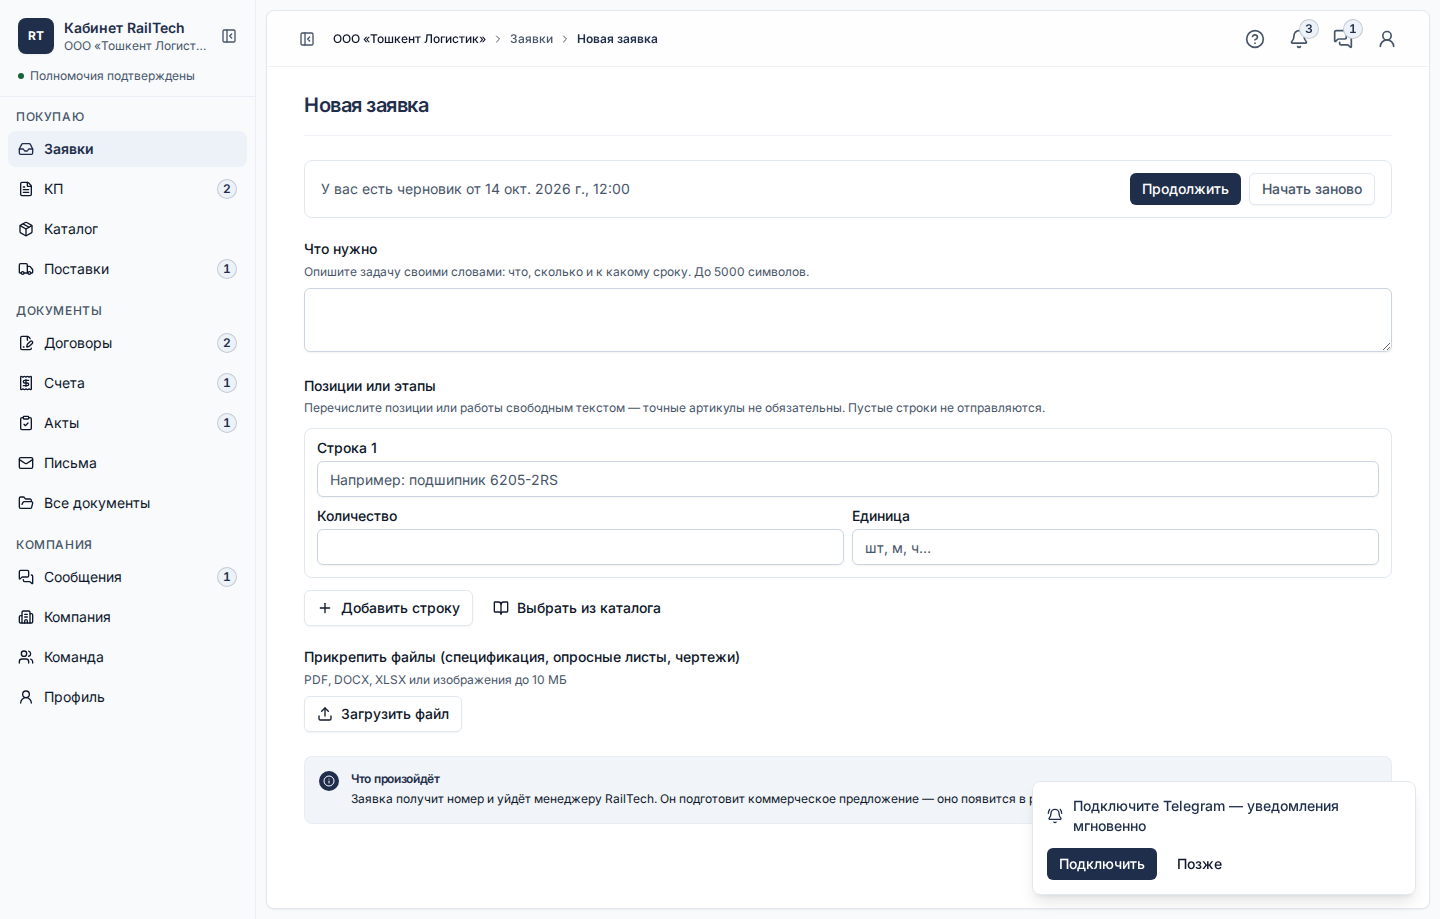 RT
Кабинет RailTech
ООО «Тошкент Логист...
Полномочия подтверждены
ПОКУПАЮ
Заявки
КП 2
Каталог
Поставки 1
ДОКУМЕНТЫ
Договоры 2
Счета 1
Акты 1
Письма
Все документы
КОМПАНИЯ
Сообщения 1
Компания
Команда
Профиль
ООО «Тошкент Логистик» > Заявки > Новая заявка
3 1
Новая заявка
У вас есть черновик от 14 окт. 2026 г., 12:00
Продолжить Начать заново
Что нужно
Опишите задачу своими словами: что, сколько и к какому сроку. До 5000 символов.
Позиции или этапы
Перечислите позиции или работы свободным текстом — точные артикулы не обязательны. Пустые строки не отправляются.
Строка 1
Например: подшипник 6205-2RS
Количество Единица
шт, м, ч...
Добавить строку Выбрать из каталога
Прикрепить файлы (спецификация, опросные листы, чертежи)
PDF, DOCX, XLSX или изображения до 10 МБ
Загрузить файл
Что произойдёт
Заявка получит номер и уйдёт менеджеру RailTech. Он подготовит коммерческое предложение — оно появится в
Подключите Telegram — уведомления
мгновенно
Подключить Позже